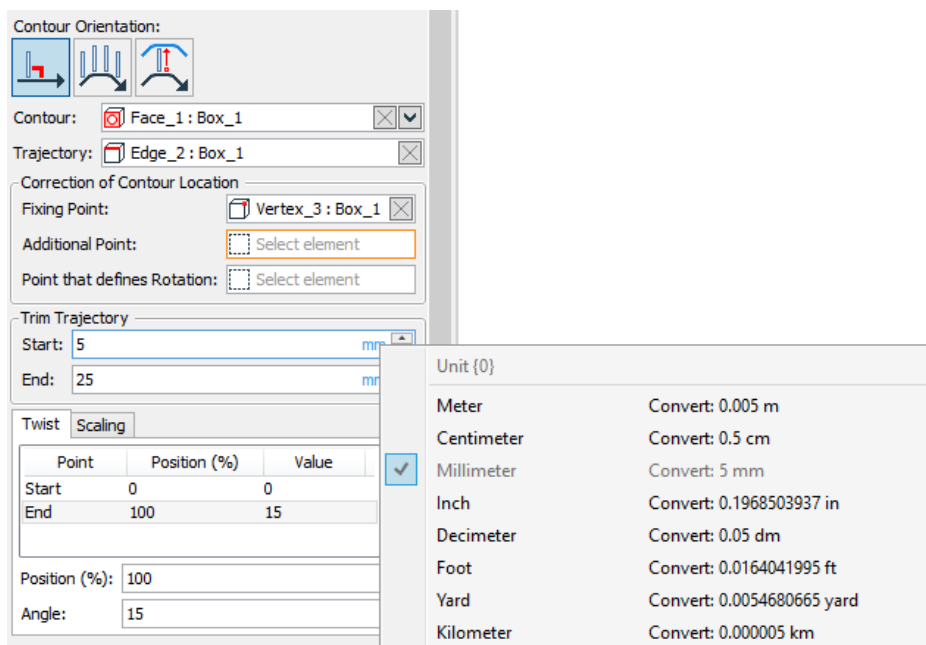 Contour Orientation:
Contour: Face_1 : Box_1
Trajectory: Edge_2 : Box_1
Correction of Contour Location
Fixing Point: Vertex_3 : Box_1
Additional Point: Select element
Point that defines Rotation: Select element
Trim Trajectory
Start: 5 mm
End: 25
Twist Scaling
Point Position (%) Value
Start 0 0
End 100 15
Position (%): 100
Angle: 15
Unit {0}
Meter Convert: 0.005 m
Centimeter Convert: 0.5 cm
Millimeter Convert: 5 mm
Inch Convert: 0.1968503937 in
Decimeter Convert: 0.05 dm
Foot Convert: 0.0164041995 ft
Yard Convert: 0.0054680665 yard
Kilometer Convert: 0.000005 km